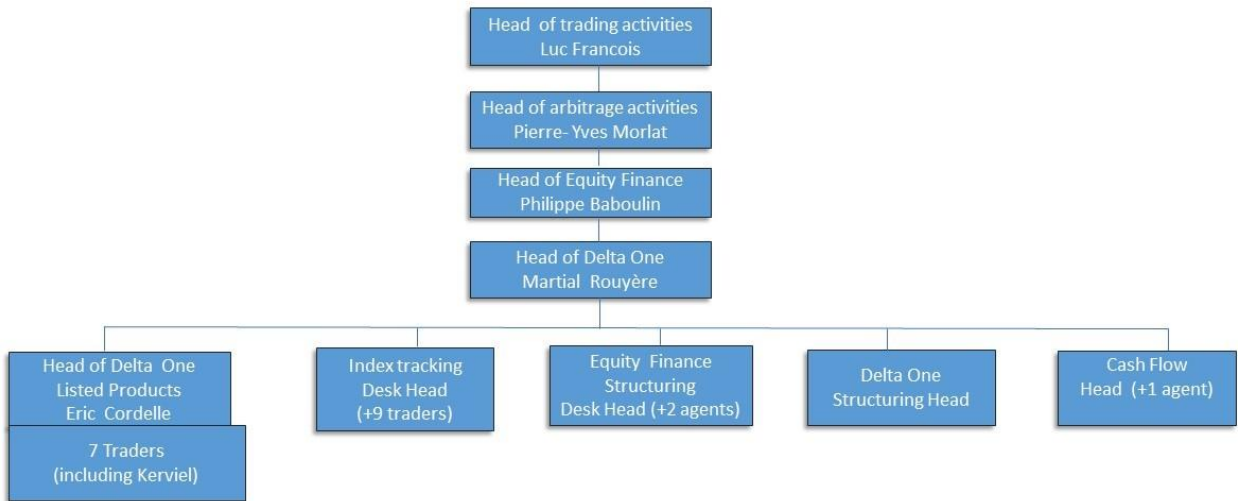 Head of trading activities
Luc Francois
Head of arbitrage activities
Pierre- Yves Morlat
Head of Equity Finance
Philippe Baboulin
Head of Delta One
Martial Rouyère
Head of Delta One
Listed Products
Eric Cordelle
7 Traders
(including Kerviel)
Index tracking
Desk Head
(+9 traders)
Equity Finance
Structuring
Desk Head (+2 agents)
Delta One
Structuring Head
Cash Flow
Head (+1 agent)